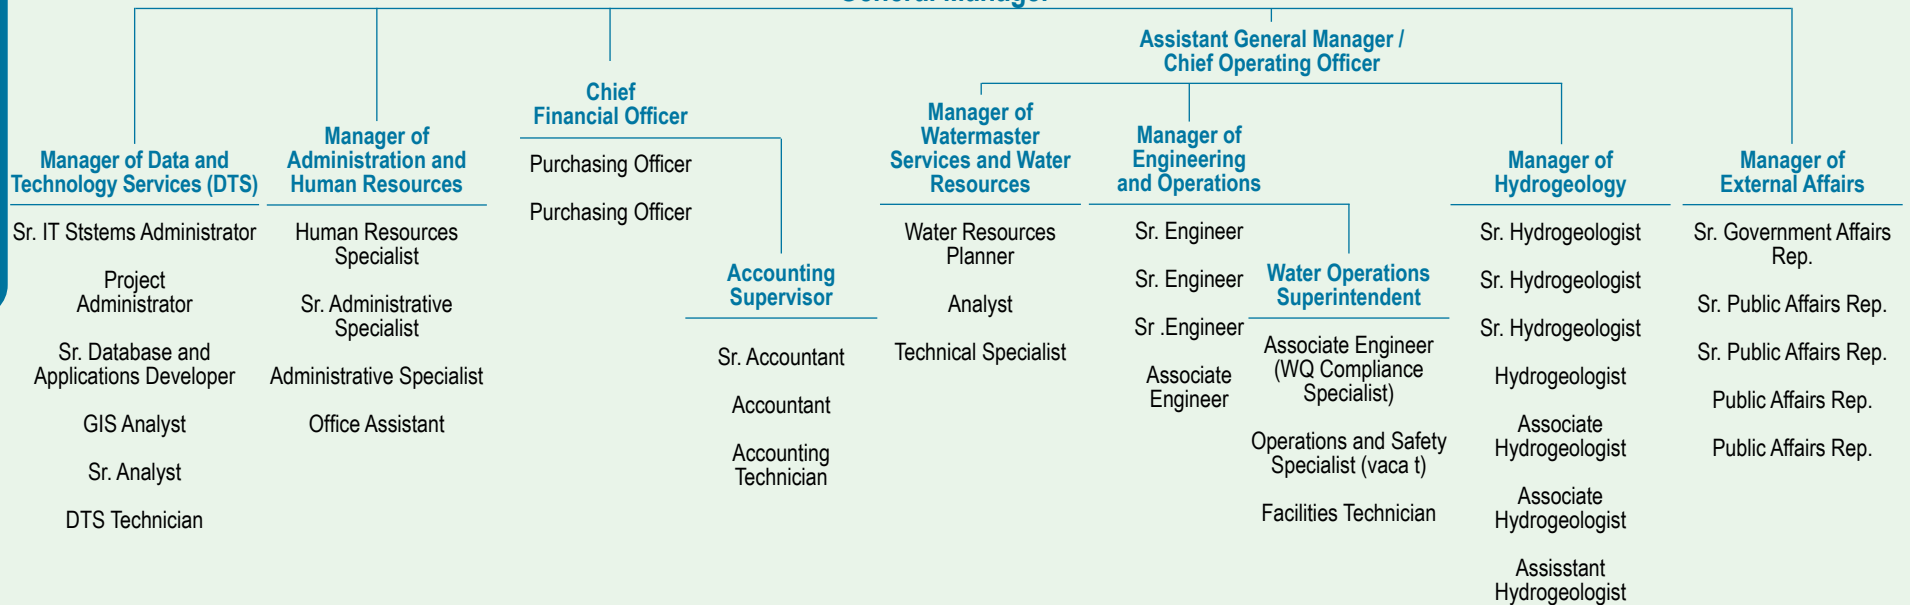 General Manager
Assistant General Manager /
Chief Operating Officer
Chief
Financial Officer
Purchasing Officer
Purchasing Officer
Accounting
Supervisor
Sr. Accountant
Accountant
Accounting
Technician
Manager of Data and
Technology Services (DTS)
Sr. IT Ststems Administrator
Project
Administrator
Sr. Database and
Applications Developer
GIS Analyst
Sr. Analyst
DTS Technician
Manager of
Administration and
Human Resources
Human Resources
Specialist
Sr. Administrative
Specialist
Administrative Specialist
Office Assistant
Manager of
Watermaster
Services and Water
Resources
Water Resources
Planner
Analyst
Technical Specialist
Manager of
Engineering
and Operations
Sr. Engineer
Sr. Engineer
Sr .Engineer
Associate
Engineer
Water Operations
Superintendent
Associate Engineer
(WQ Compliance
Specialist)
Operations and Safety
Specialist (vaca t)
Facilities Technician
Manager of
Hydrogeology
Sr. Hydrogeologist
Sr. Hydrogeologist
Sr. Hydrogeologist
Hydrogeologist
Associate
Hydrogeologist
Associate
Hydrogeologist
Assisstant
Hydrogeologist
Manager of
External Affairs
Sr. Government Affairs
Rep.
Sr. Public Affairs Rep.
Sr. Public Affairs Rep.
Public Affairs Rep.
Public Affairs Rep.